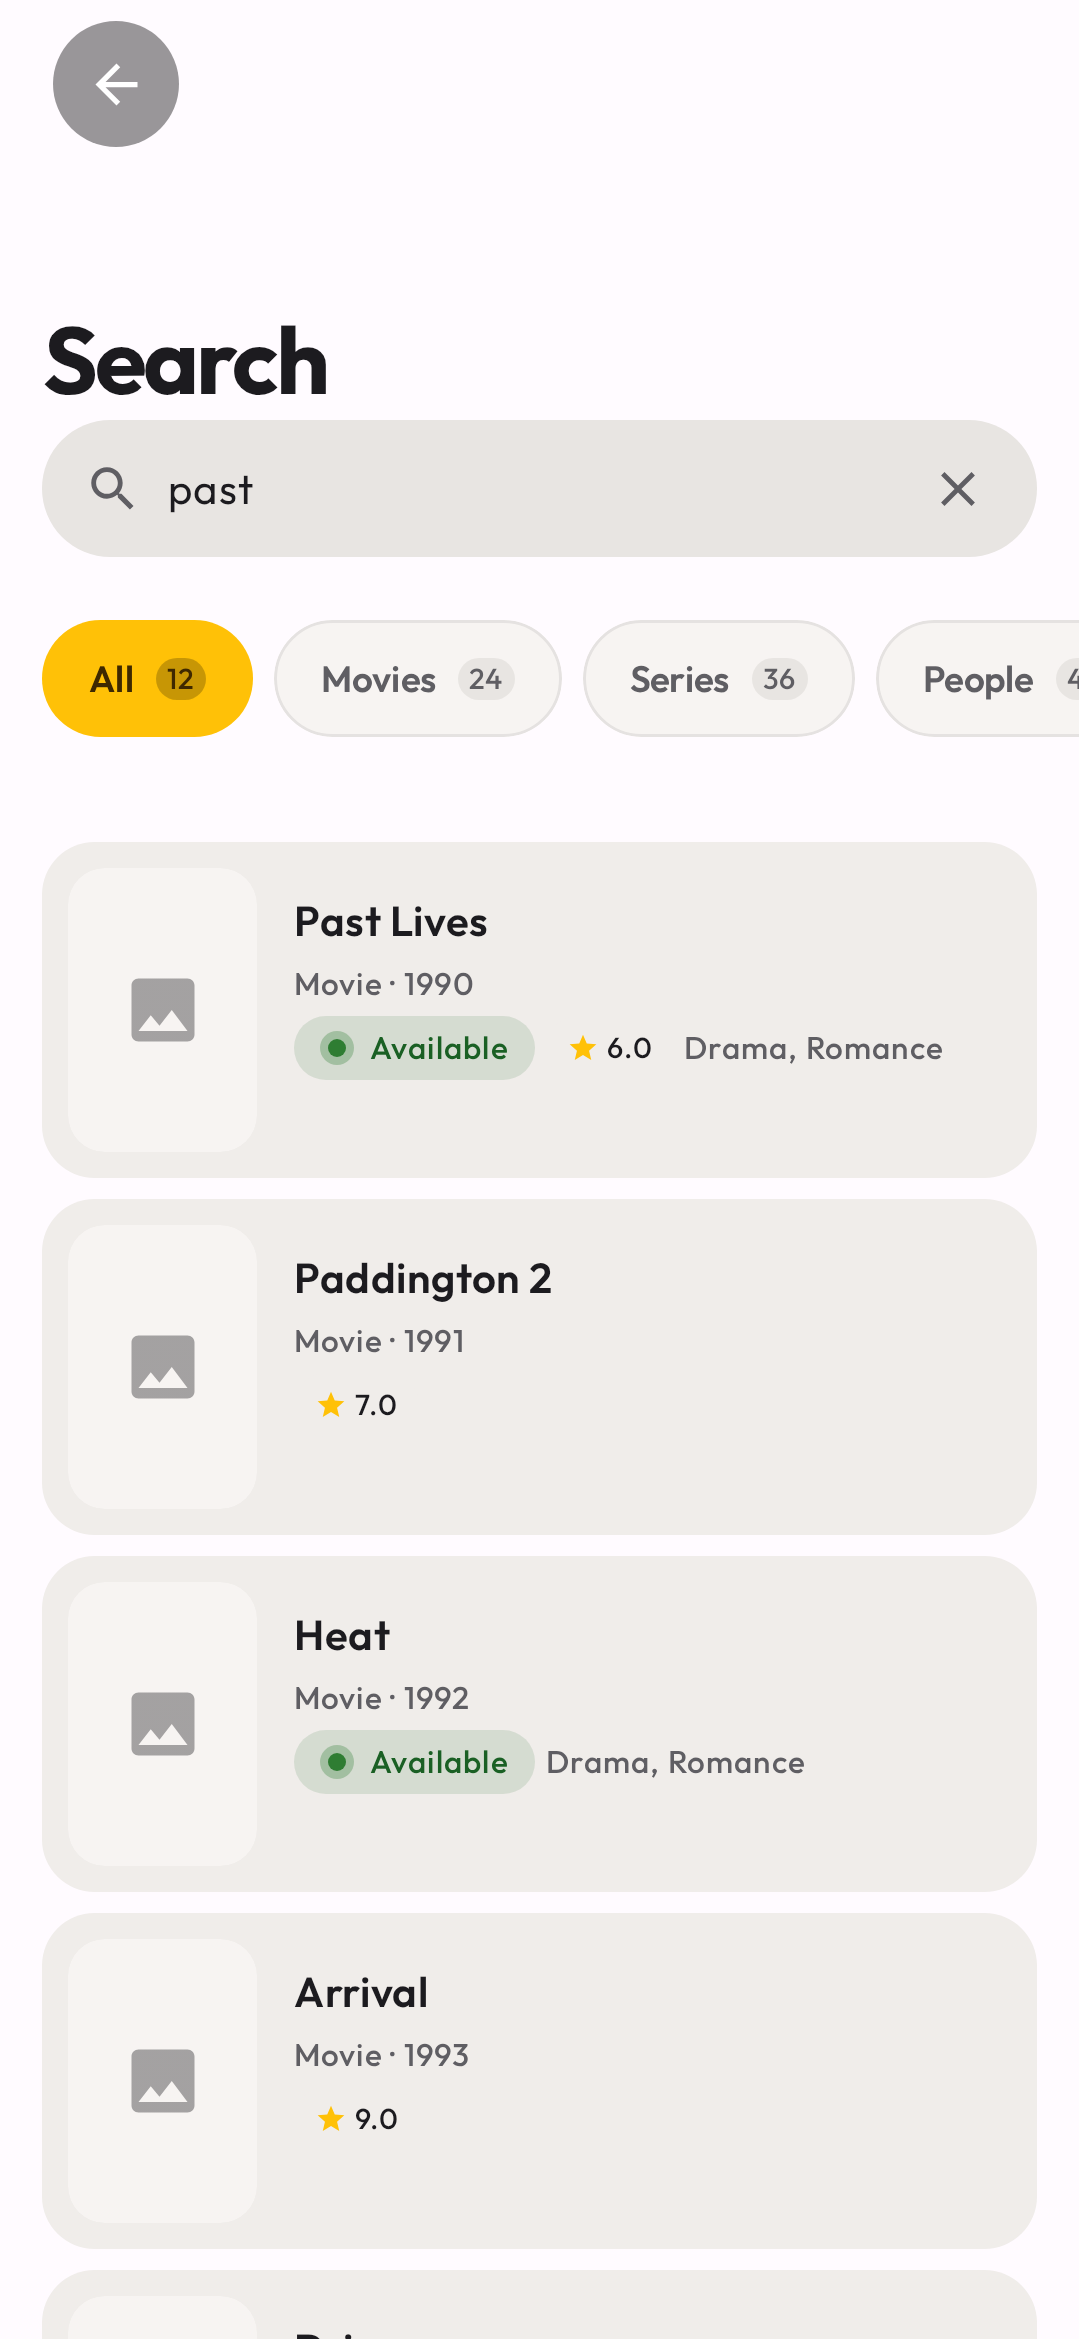 Search
past
All 12 Movies 24 Series 36 People
Past Lives
Movie · 1990
Available 6.0 Drama, Romance
Paddington 2
Movie · 1991
7.0
Heat
Movie · 1992
Available Drama, Romance
Arrival
Movie · 1993
9.0